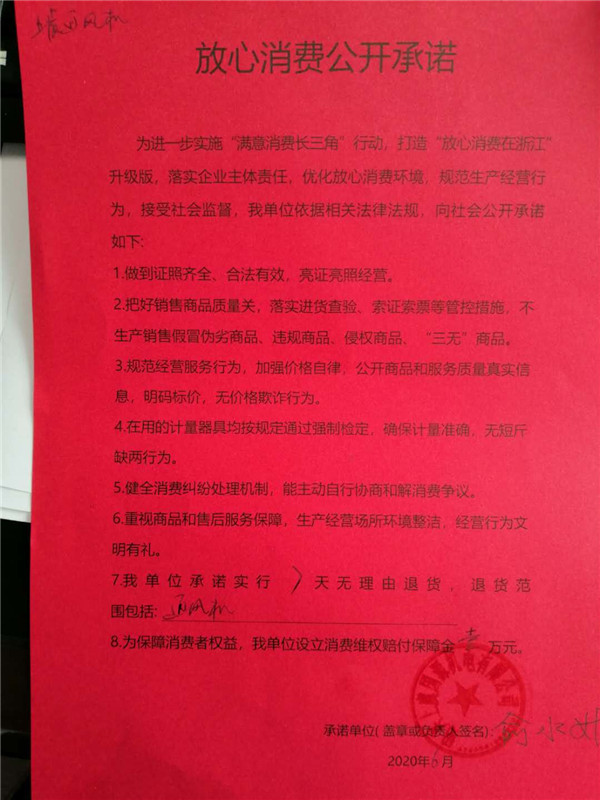 上虞通风机
放心消费公开承诺
为进一步实施“满意消费长三角”行动，打造“放心消费在浙江”
升级版，落实企业主体责任，优化放心消费环境，规范生产经营行
为，接受社会监督，我单位依据相关法律法规，向社会公开承诺
如下:
1.做到证照齐全、合法有效，亮证亮照经营。
2.把好销售商品质量关，落实进货查验、索证索票等管控措施，不
生产销售假冒伪劣商品、违规商品、侵权商品、“三无”商品。
3.规范经营服务行为，加强价格自律，公开商品和服务质量真实信
息，明码标价，无价格欺诈行为。
4.在用的计量器具均按规定通过强制检定，确保计量准确，无短斤
缺两行为。
5.健全消费纠纷处理机制，能主动自行协商和解消费争议。
6.重视商品和售后服务保障，生产经营场所环境整洁，经营行为文
明有礼。
7.我单位承诺实行 7 天无理由退货，退货范
围包括: 通风机
8.为保障消费者权益，我单位设立消费维权赔付保障金 壹 万元。
承诺单位( 盖章或负责人签名):
2020年 月